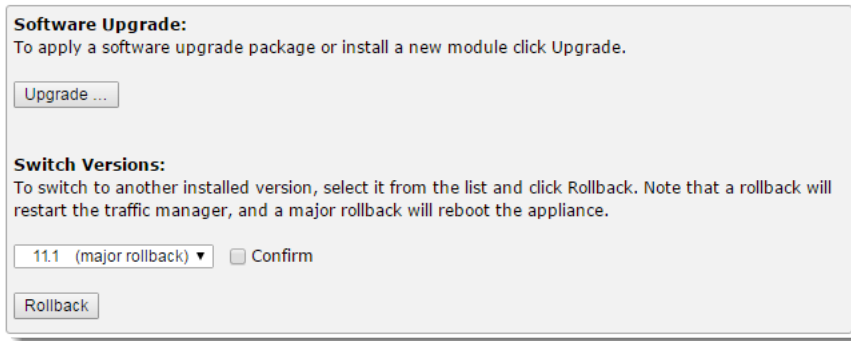 Software Upgrade:
To apply a software upgrade package or install a new module click Upgrade.
Upgrade ...
Switch Versions:
To switch to another installed version, select it from the list and click Rollback. Note that a rollback will
restart the traffic manager, and a major rollback will reboot the appliance.
11.1 (major rollback) ▼ Confirm
Rollback